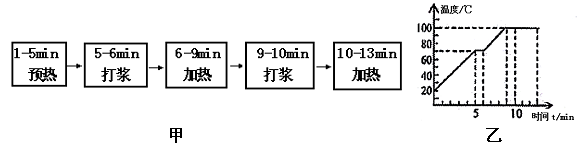 1-5min
预热
5-6min
打浆
6-9min
加热
9-10min
打浆
10-13min
加热
甲
温度/℃
100
80
60
40
20
5
10
时间 t/min
乙